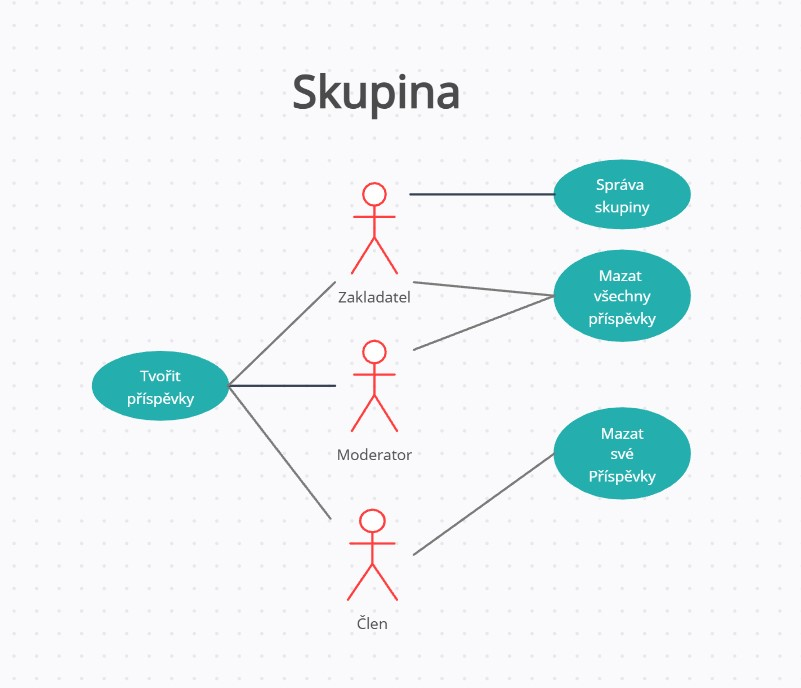 Skupina
Správa
skupiny
Mazat
všechny
příspěvky
Zakladatel
Tvořit
příspěvky
Moderator
Mazat
své
Příspěvky
Člen